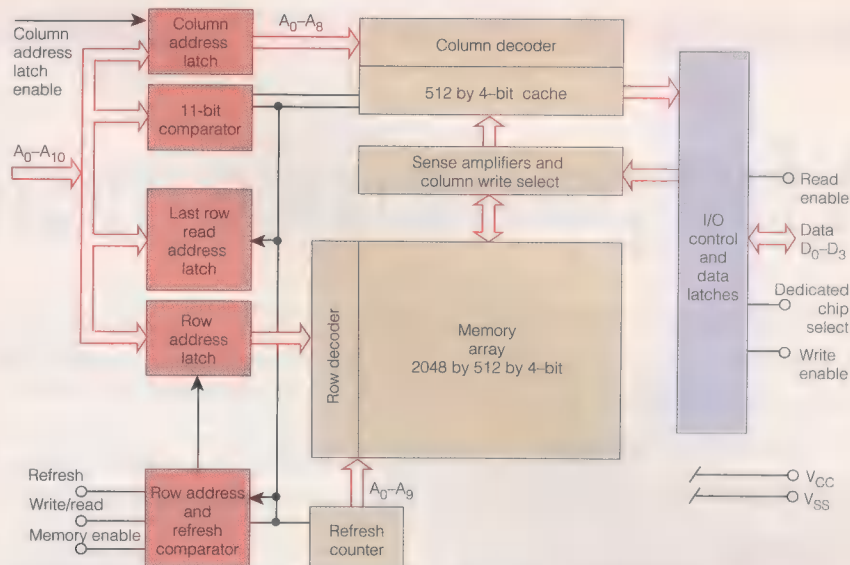 Column
address
latch
enable
Column
address
latch
A0–A8
Column decoder
512 by 4-bit cache
11-bit
comparator
A0–A10
Sense amplifiers and
column write select
Last row
read
address
latch
Row
address
latch
Row decoder
Memory
array
2048 by 512 by 4-bit
I/O
control
and
data
latches
Read
enable
Data
D0–D3
Dedicated
chip
select
Write
enable
Refresh
Write/read
Memory enable
Row address
and
refresh
comparator
A0–A9
Refresh
counter
VCC
VSS